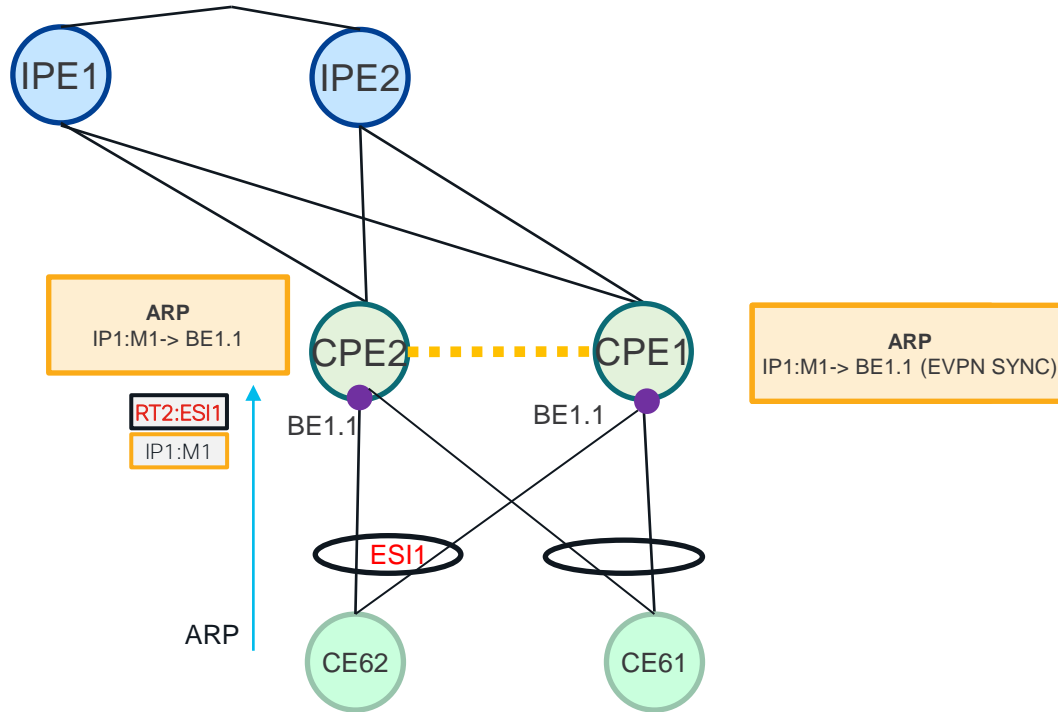 IPE1
IPE2
ARP
IP1:M1-> BE1.1
CPE2
CPE1
ARP
IP1:M1-> BE1.1 (EVPN SYNC)
RT2:ESI1
IP1:M1
BE1.1
BE1.1
ESI1
ARP
CE62
CE61